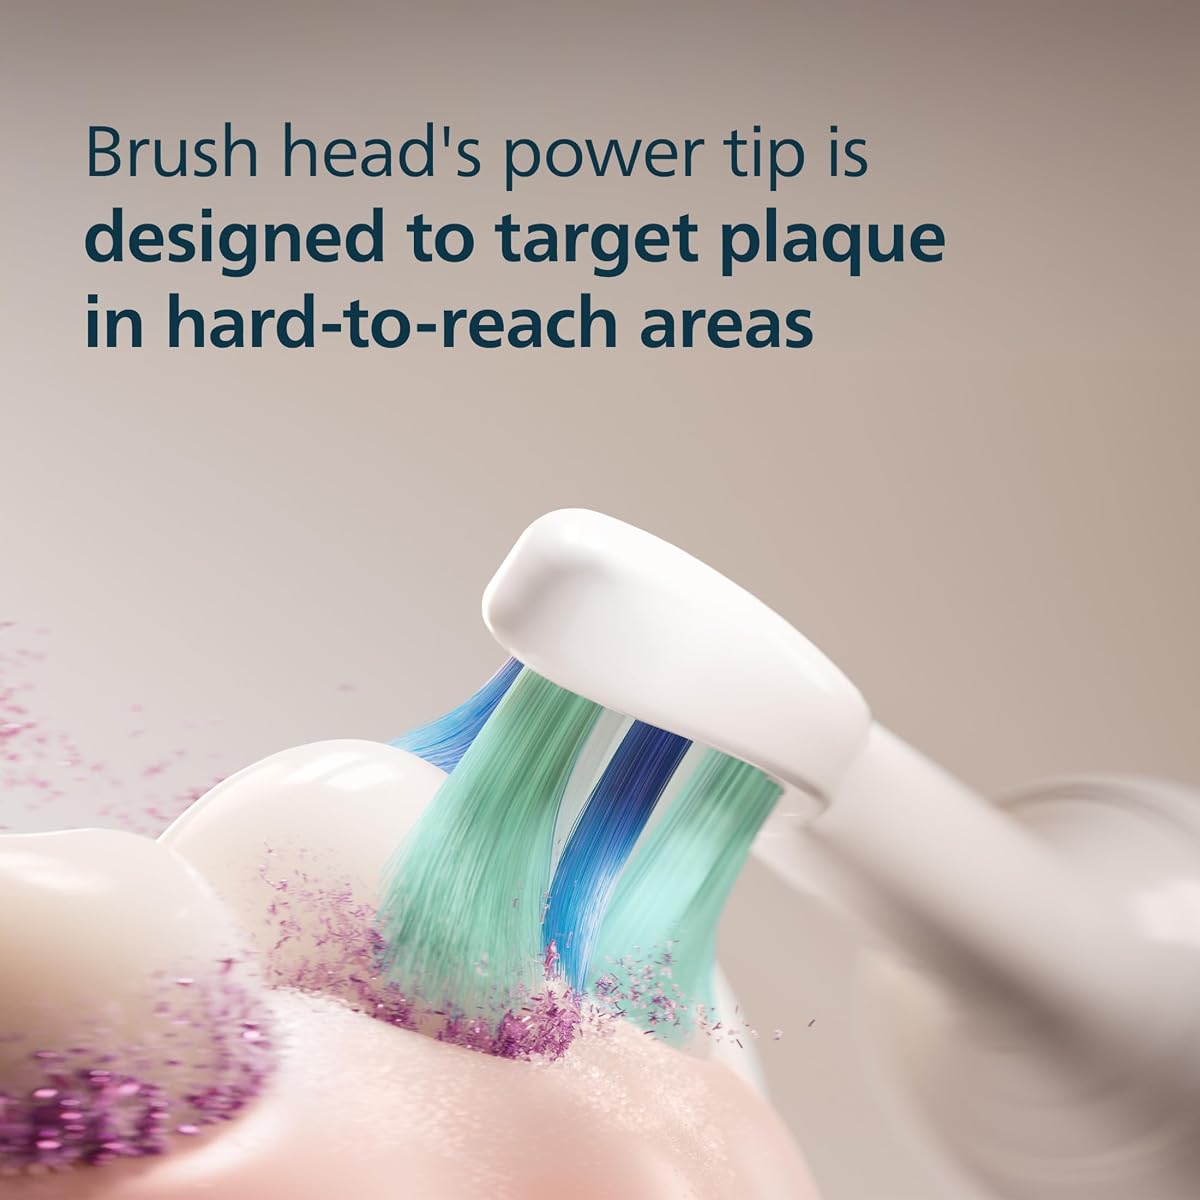 Brush head's power tip is
designed to target plaque
in hard-to-reach areas